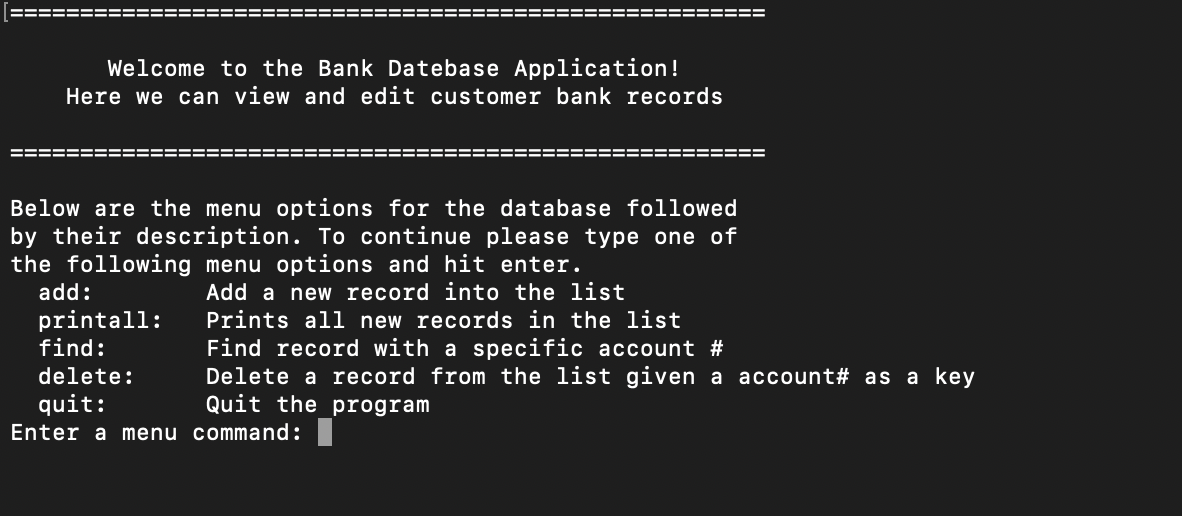 ======================================================
Welcome to the Bank Datebase Application!
Here we can view and edit customer bank records
======================================================
Below are the menu options for the database followed
by their description. To continue please type one of
the following menu options and hit enter.
add: Add a new record into the list
printall: Prints all new records in the list
find: Find record with a specific account #
delete: Delete a record from the list given a account# as a key
quit: Quit the program
Enter a menu command: